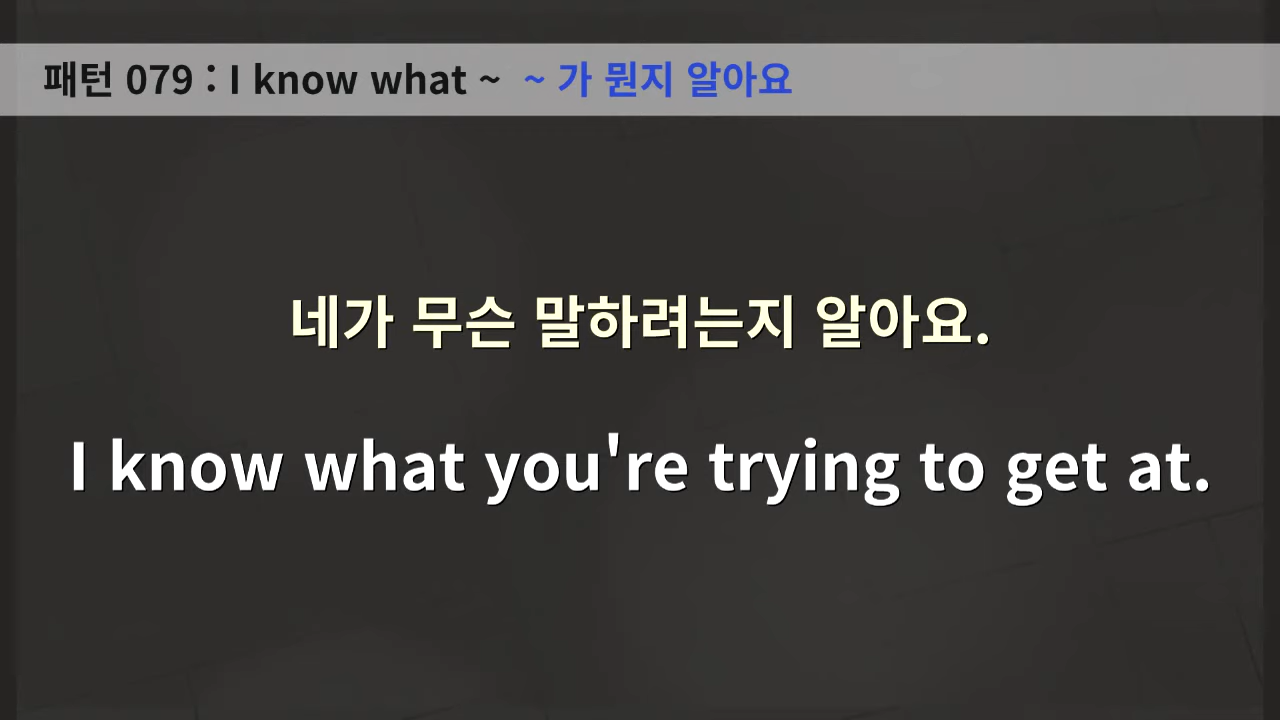 패턴 079 : I know what ~ ~ 가 뭔지 알아요
네가 무슨 말하려는지 알아요.
I know what you're trying to get at.